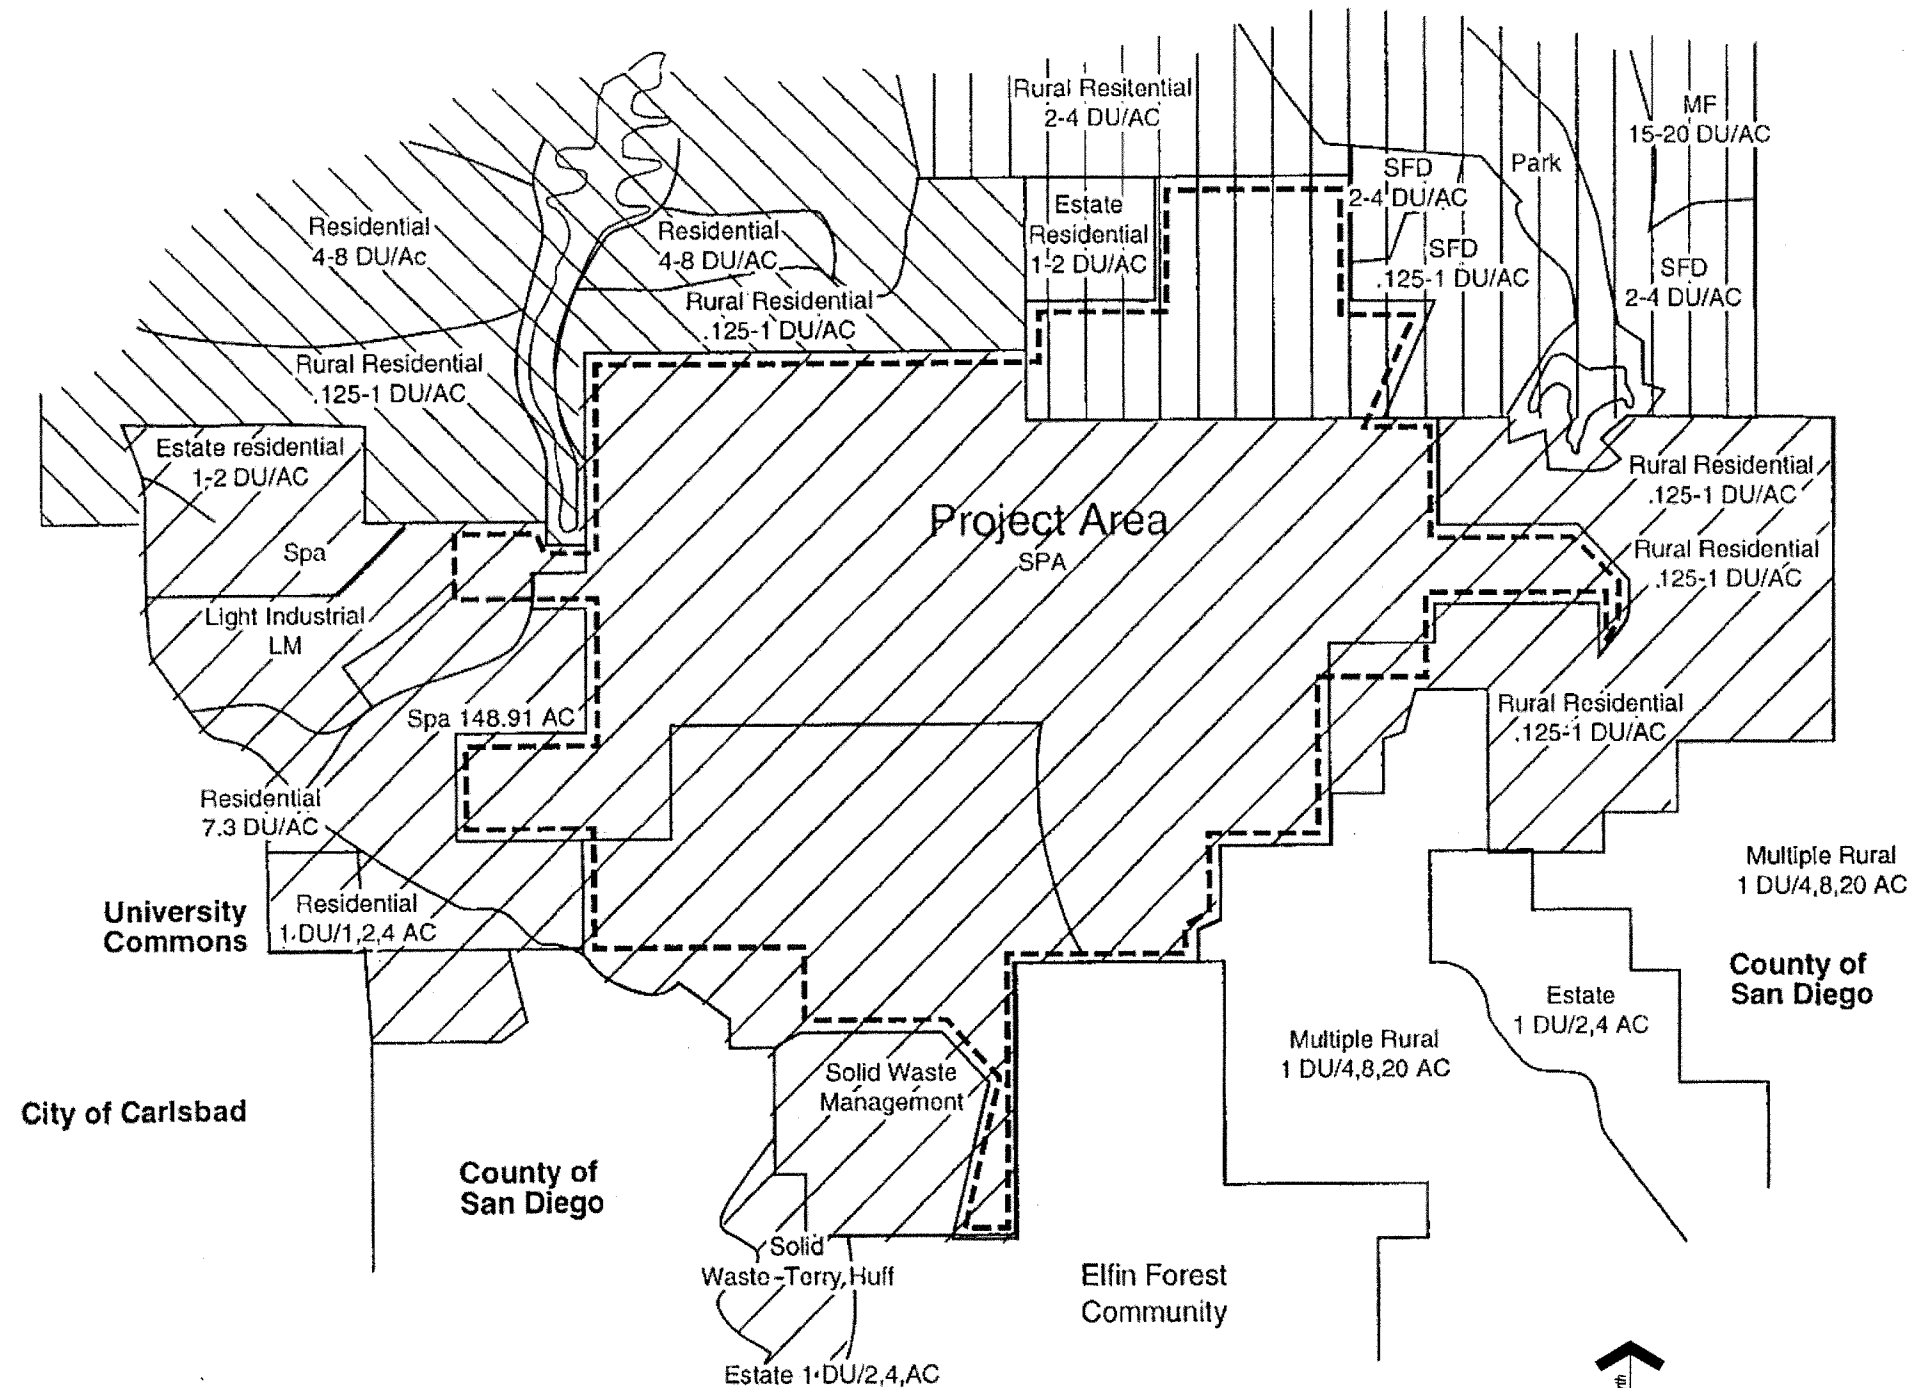 Rural Resitential
2-4 DU/AC
MF
15-20 DU/AC
Park
SFD
2-4 DU/AC
Estate
Residential
1-2 DU/AC
Residential
4-8 DU/Ac
Residential
4-8 DU/AC
SFD
.125-1 DU/AC
SFD
2-4 DU/AC
Rural Residential
.125-1 DU/AC
Rural Residential
.125-1 DU/AC
Estate residential
1-2 DU/AC
Rural Residential
.125-1 DU/AC
Project Area
SPA
Spa
Rural Residential
.125-1 DU/AC
Light Industrial
LM
Spa 148.91 AC
Rural Residential
.125-1 DU/AC
Residential
7.3 DU/AC
Multiple Rural
1 DU/4,8,20 AC
University
Commons
Residential
1.DU/1,2,4 AC
County of
San Diego
Estate
1 DU/2,4 AC
Multiple Rural
1 DU/4,8,20 AC
Solid Waste
Management
City of Carlsbad
County of
San Diego
Solid
Waste-Terry Huff
Elfin Forest
Community
Estate 1.DU/2,4,AC